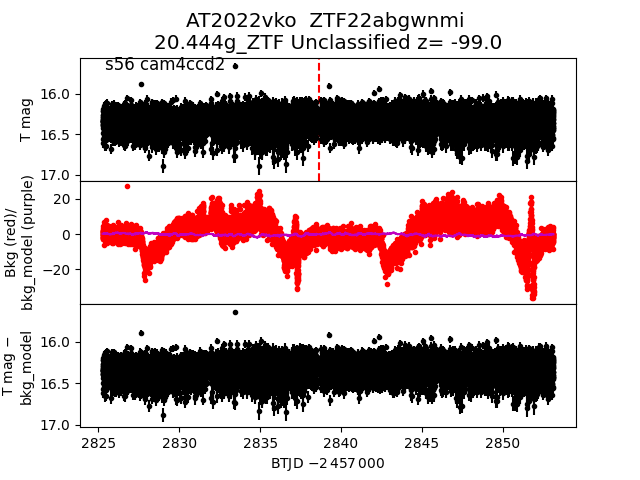 AT2022vko  ZTF22abgwnmi
20.444g_ZTF Unclassified z= -99.0
s56 cam4ccd2
T mag
16.0
16.5
17.0
Bkg (red)/
bkg_model (purple)
20
0
−20
T mag −
bkg_model
16.0
16.5
17.0
2825 2830 2835 2840 2845 2850
BTJD −2 457 000